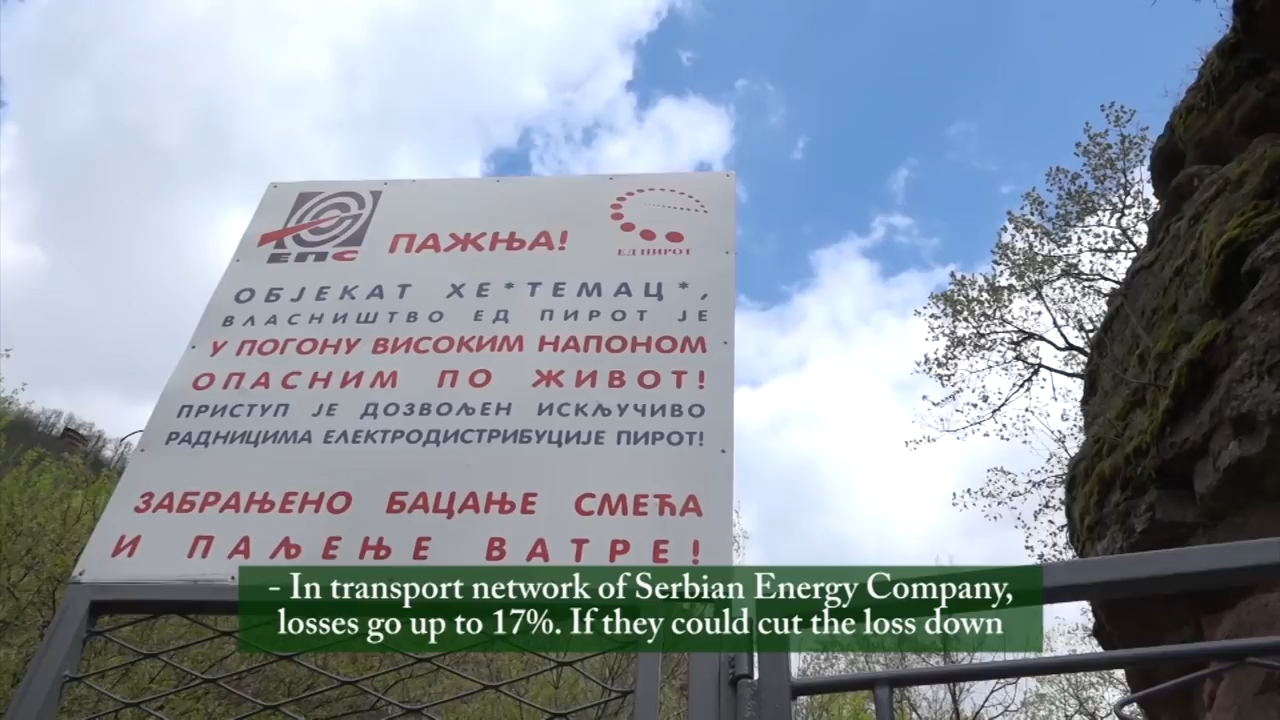 ЕПС
ПАЖЊА!
ЕД ПИРОТ
ОБЈЕКАТ ХЕ*ТЕМАЦ*,
ВЛАСНИШТВО ЕД ПИРОТ ЈЕ
У ПОГОНУ ВИСОКИМ НАПОНОМ
ОПАСНИМ ПО ЖИВОТ!
ПРИСТУП ЈЕ ДОЗВОЉЕН ИСКЉУЧИВО
РАДНИЦИМА ЕЛЕКТРОДИСТРИБУЦИЈЕ ПИРОТ!
ЗАБРАЊЕНО БАЦАЊЕ СМЕЋА
И ПАЉЕЊЕ ВАТРЕ!
- In transport network of Serbian Energy Company,
losses go up to 17%. If they could cut the loss down